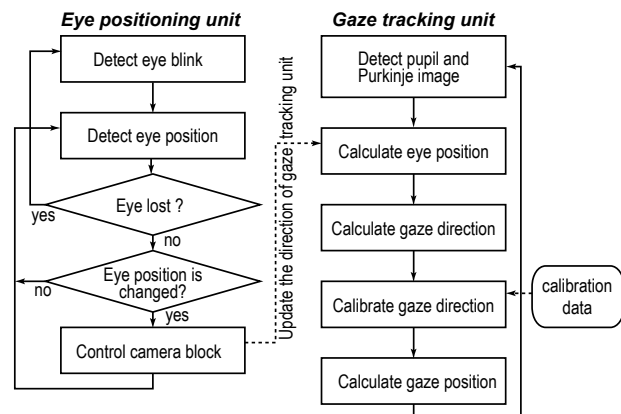 Eye positioning unit
Detect eye blink
Detect eye position
Eye lost ?
yes
no
Eye position is
changed?
no
yes
Control camera block
Update the direction of gaze tracking unit
Gaze tracking unit
Detect pupil and
Purkinje image
Calculate eye position
Calculate gaze direction
Calibrate gaze direction
calibration
data
Calculate gaze position